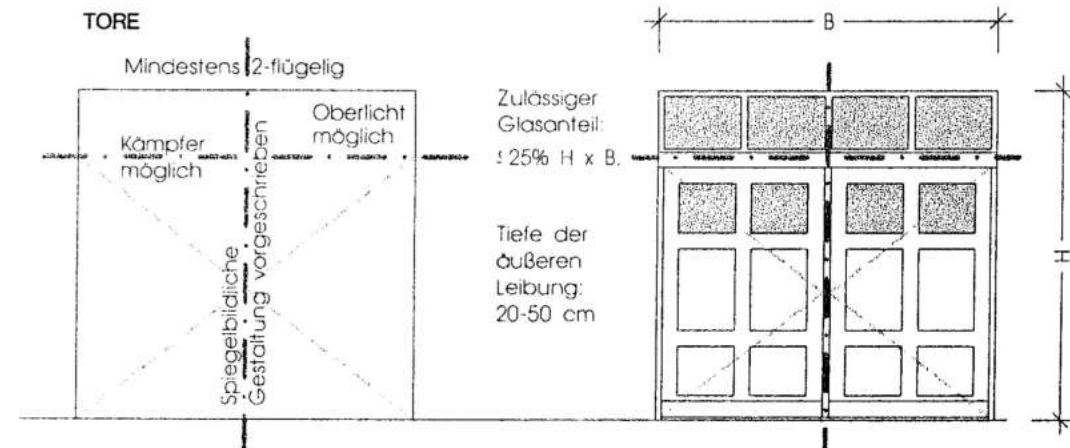 TORE
Mindestens 2-flügelig
Kämpfer
möglich
Oberlicht
möglich
Spiegelbildliche
Gestaltung vorgeschrieben
Zulässiger
Glasanteil:
≤25% H x B.
Tiefe der
äußeren
Leibung:
20-50 cm
B
H